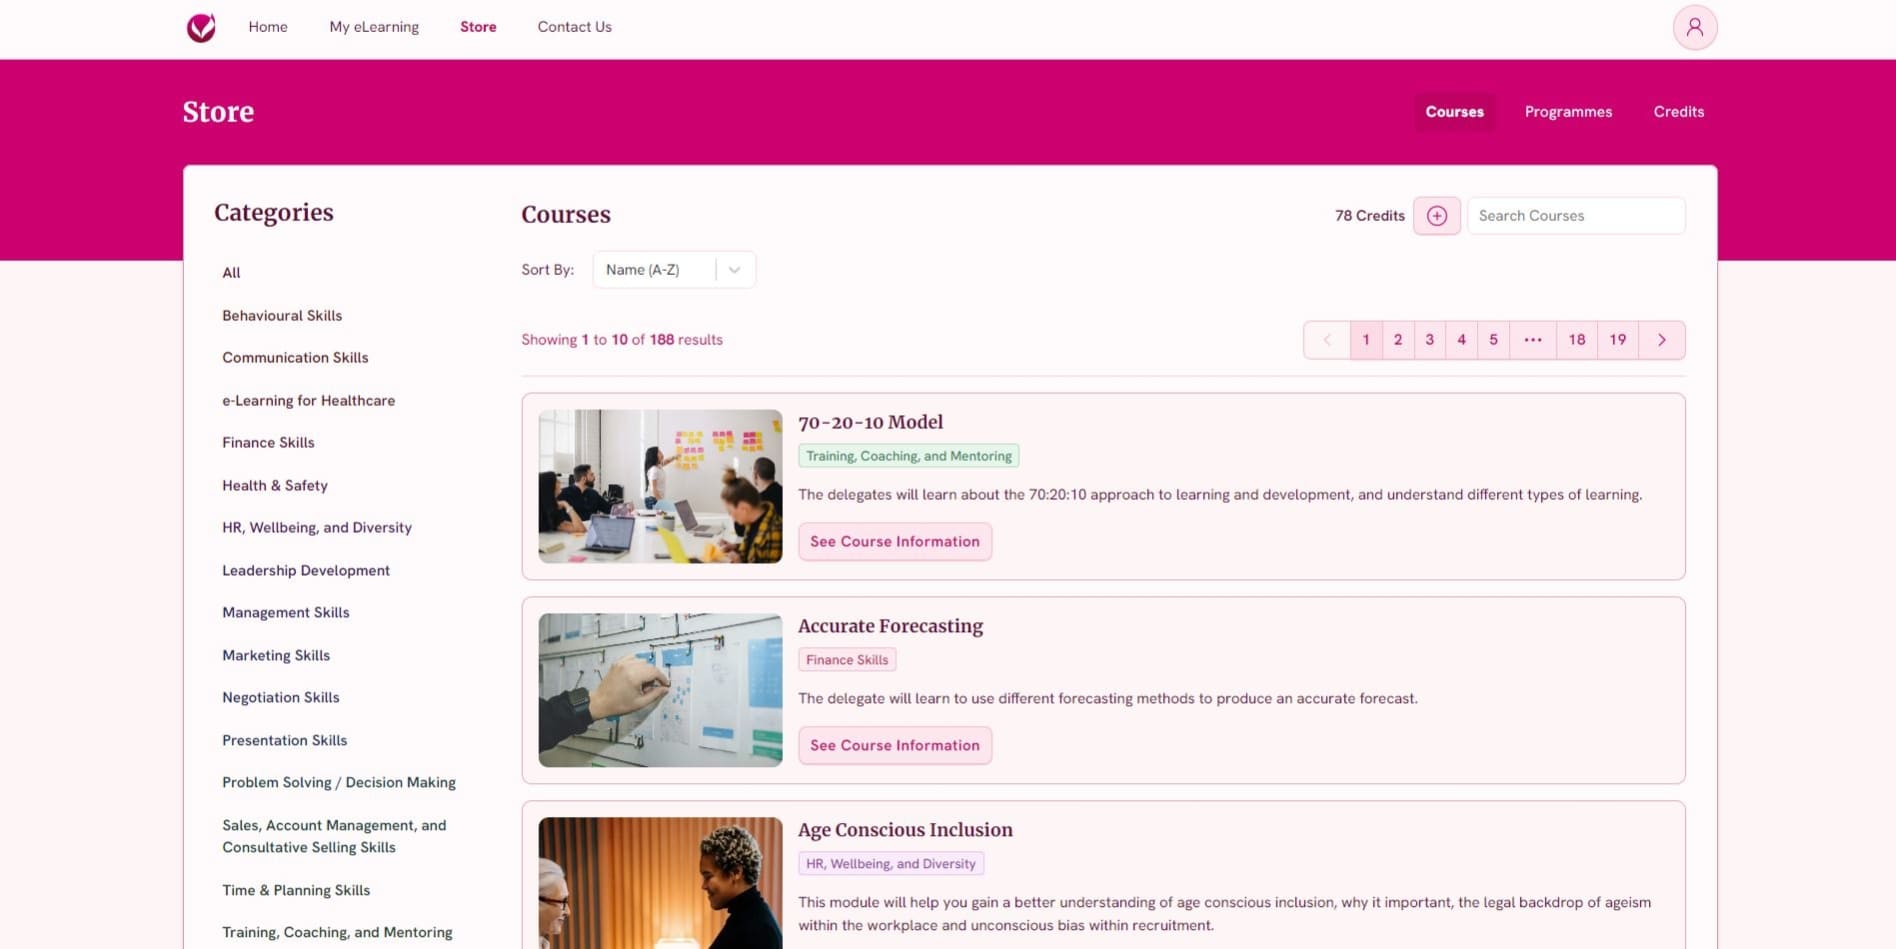 Home
My eLearning
Store
Contact Us
Store
Courses
Programmes
Credits
Categories
All
Behavioural Skills
Communication Skills
e-Learning for Healthcare
Finance Skills
Health & Safety
HR, Wellbeing, and Diversity
Leadership Development
Management Skills
Marketing Skills
Negotiation Skills
Presentation Skills
Problem Solving / Decision Making
Sales, Account Management, and
Consultative Selling Skills
Time & Planning Skills
Training, Coaching, and Mentoring
Courses
78 Credits
Search Courses
Sort By:
Name (A-Z)
Showing 1 to 10 of 188 results
1 2 3 4 5 ... 18 19
70-20-10 Model
Training, Coaching, and Mentoring
The delegates will learn about the 70:20:10 approach to learning and development, and understand different types of learning.
See Course Information
Accurate Forecasting
Finance Skills
The delegate will learn to use different forecasting methods to produce an accurate forecast.
See Course Information
Age Conscious Inclusion
HR, Wellbeing, and Diversity
This module will help you gain a better understanding of age conscious inclusion, why it important, the legal backdrop of ageism
within the workplace and unconscious bias within recruitment.